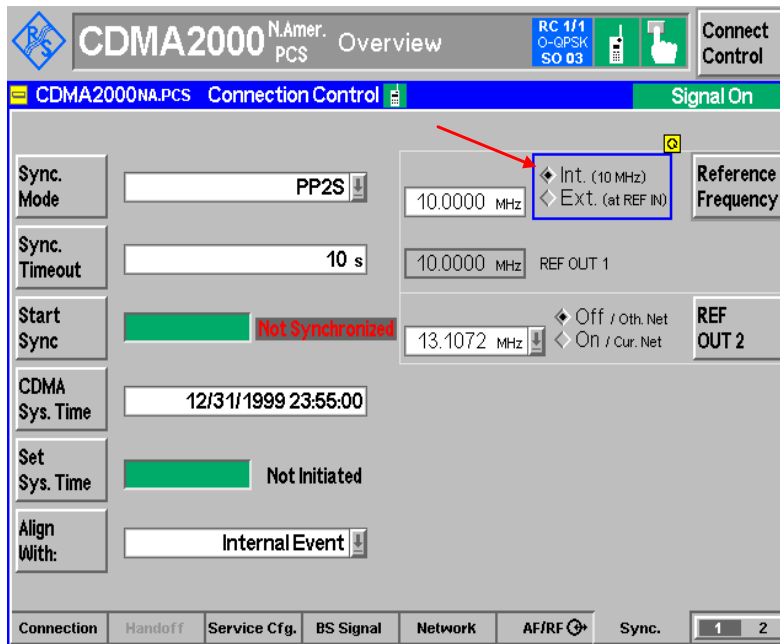 R&S
CDMA2000 N.Amer. PCS Overview
RC 1/1
O-QPSK
SO 03
Connect
Control
CDMA2000 NA.PCS Connection Control
Signal On
Sync.
Mode
PP2S
10.0000 MHz
Int. (10 MHz)
Ext. (at REF IN)
Reference
Frequency
Sync.
Timeout
10 s
10.0000 MHz REF OUT 1
Start
Sync
Not Synchronized
13.1072 MHz
Off / Oth. Net
On / Cur. Net
REF
OUT 2
CDMA
Sys. Time
12/31/1999 23:55:00
Set
Sys. Time
Not Initiated
Align
With:
Internal Event
Connection Handoff Service Cfg. BS Signal Network AF/RF Sync. 1 2